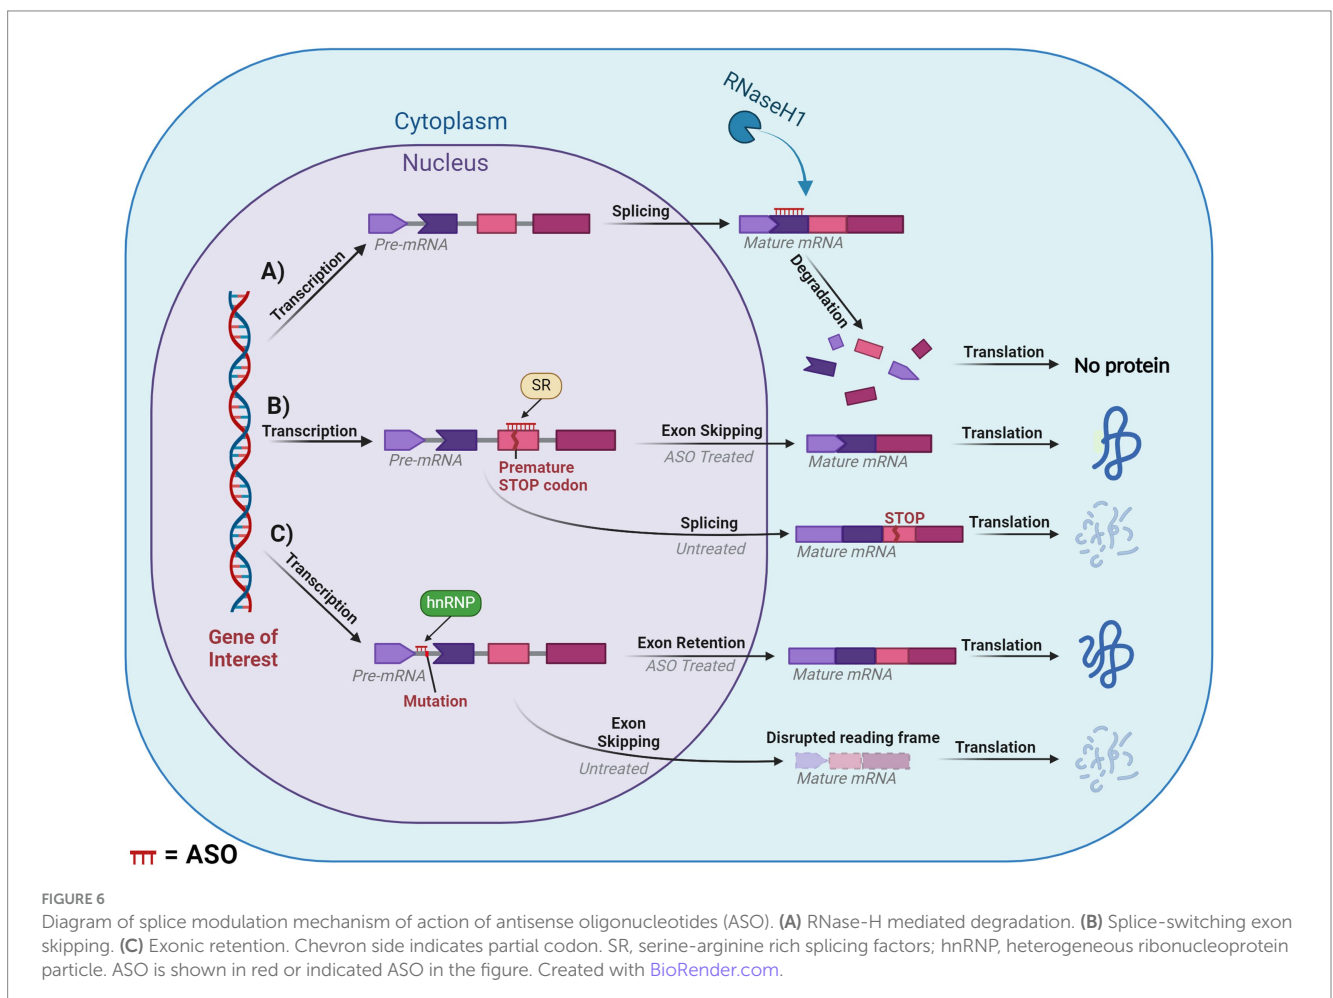 RNaseH1
Cytoplasm
Nucleus
A)
Transcription
Pre-mRNA
Splicing
Mature mRNA
Degradation
Translation
No protein
B)
Transcription
SR
Pre-mRNA
Premature
STOP codon
Exon Skipping
ASO Treated
Mature mRNA
Translation
Splicing
Untreated
STOP
Mature mRNA
Translation
C)
Transcription
hnRNP
Pre-mRNA
Mutation
Exon Retention
ASO Treated
Mature mRNA
Translation
Exon
Skipping
Untreated
Disrupted reading frame
Mature mRNA
Translation
Gene of
Interest
= ASO
FIGURE 6
Diagram of splice modulation mechanism of action of antisense oligonucleotides (ASO). (A) RNase-H mediated degradation. (B) Splice-switching exon
skipping. (C) Exonic retention. Chevron side indicates partial codon. SR, serine-arginine rich splicing factors; hnRNP, heterogeneous ribonucleoprotein
particle. ASO is shown in red or indicated ASO in the figure. Created with BioRender.com.